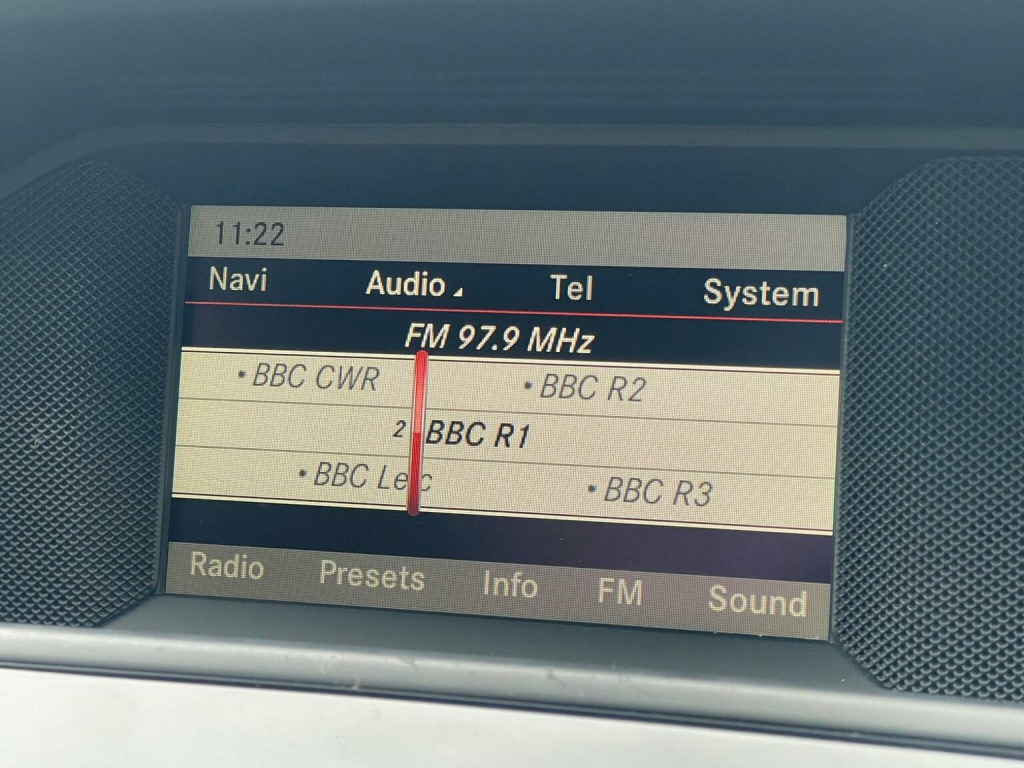 11:22
Navi Audio Tel System
FM 97.9 MHz
• BBC CWR • BBC R2
2 BBC R1
• BBC Leic • BBC R3
Radio Presets Info FM Sound